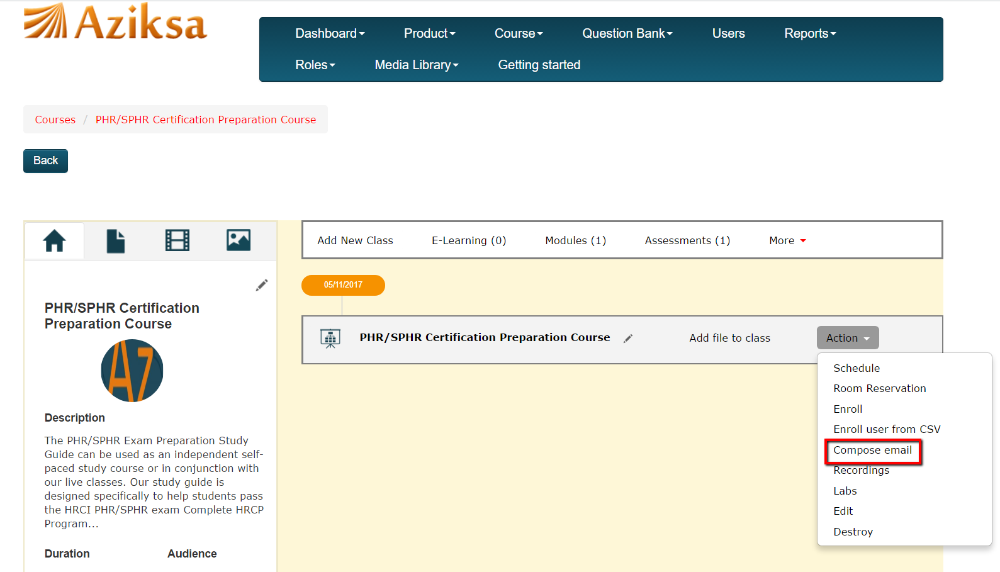 Aziksa
Dashboard Product Course Question Bank Users Reports
Roles Media Library Getting started
Courses / PHR/SPHR Certification Preparation Course
Back
Add New Class E-Learning (0) Modules (1) Assessments (1) More
05/11/2017
PHR/SPHR Certification
Preparation Course
A7
Description
The PHR/SPHR Exam Preparation Study
Guide can be used as an independent self-
paced study course or in conjunction with
our live classes. Our study guide is
designed specifically to help students pass
the HRCI PHR/SPHR exam Complete HRCP
Program...
Duration Audience
PHR/SPHR Certification Preparation Course Add file to class Action
Schedule
Room Reservation
Enroll
Enroll user from CSV
Compose email
Recordings
Labs
Edit
Destroy